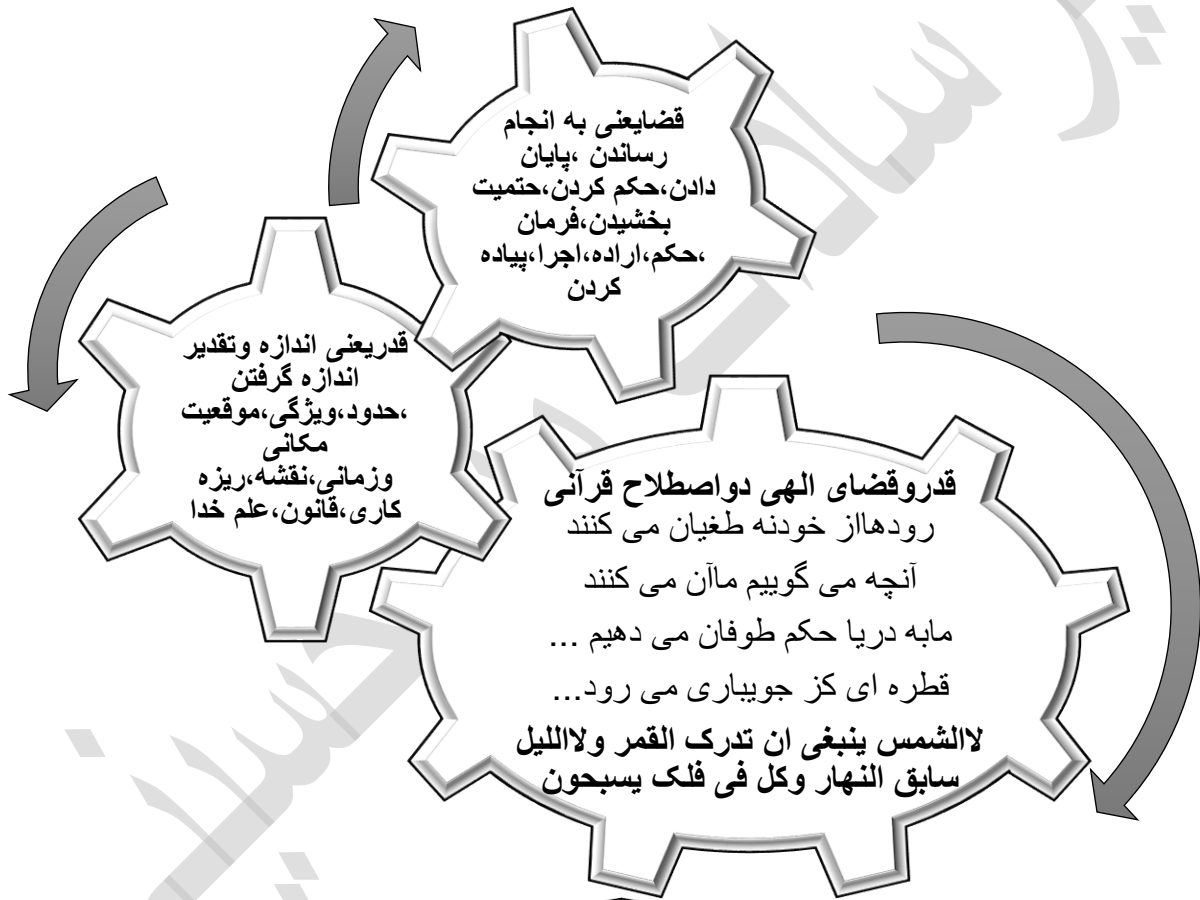 قضایعنی به انجام
رساندن ،پایان
دادن،حکم کردن،حتمیت
بخشیدن،فرمان
،حکم،اراده،اجرا،پیاده
کردن
قدریعنی اندازه وتقدیر
اندازه گرفتن
،حدود،ویژگی،موقعیت
مکانی
وزمانی،نقشه،ریزه
کاری،قانون،علم خدا
قدروقضای الهی دواصطلاح قرآنی
رودهااز خودنه طغیان می کنند
آنچه می گوییم ماآن می کنند
مابه دریا حکم طوفان می دهیم ...
قطره ای کز جویباری می رود...
لاالشمس ینبغی ان تدرک القمر ولااللیل
سابق النهار وکل فی فلک یسبحون